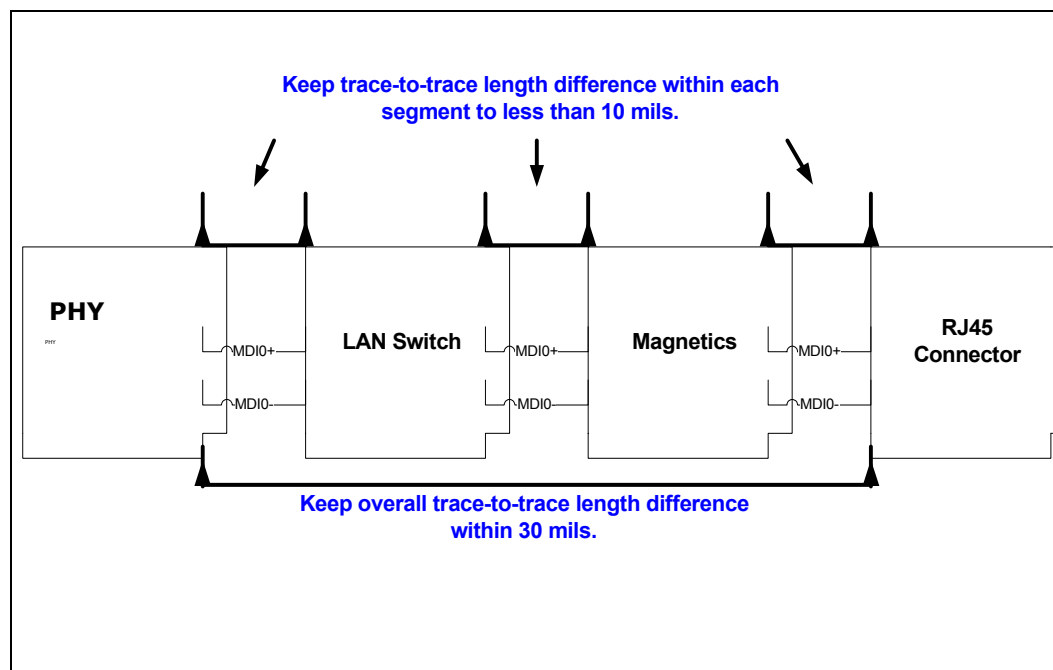 Keep trace-to-trace length difference within each
segment to less than 10 mils.
PHY
PHY
LAN Switch
Magnetics
RJ45
Connector
MDI0+
MDI0+
MDI0+
MDI0-
MDI0-
MDI0-
Keep overall trace-to-trace length difference
within 30 mils.